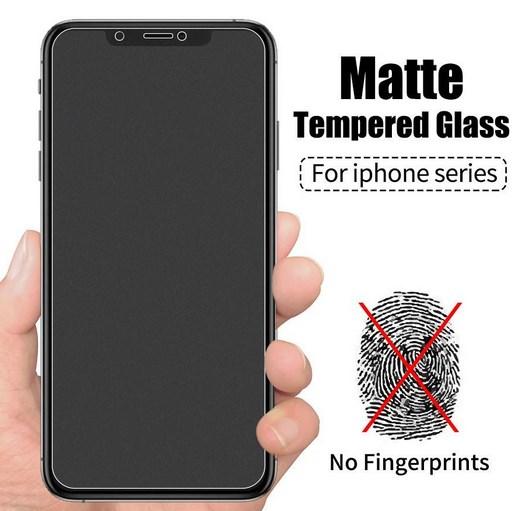 Matte
Tempered Glass
For iphone series
No Fingerprints